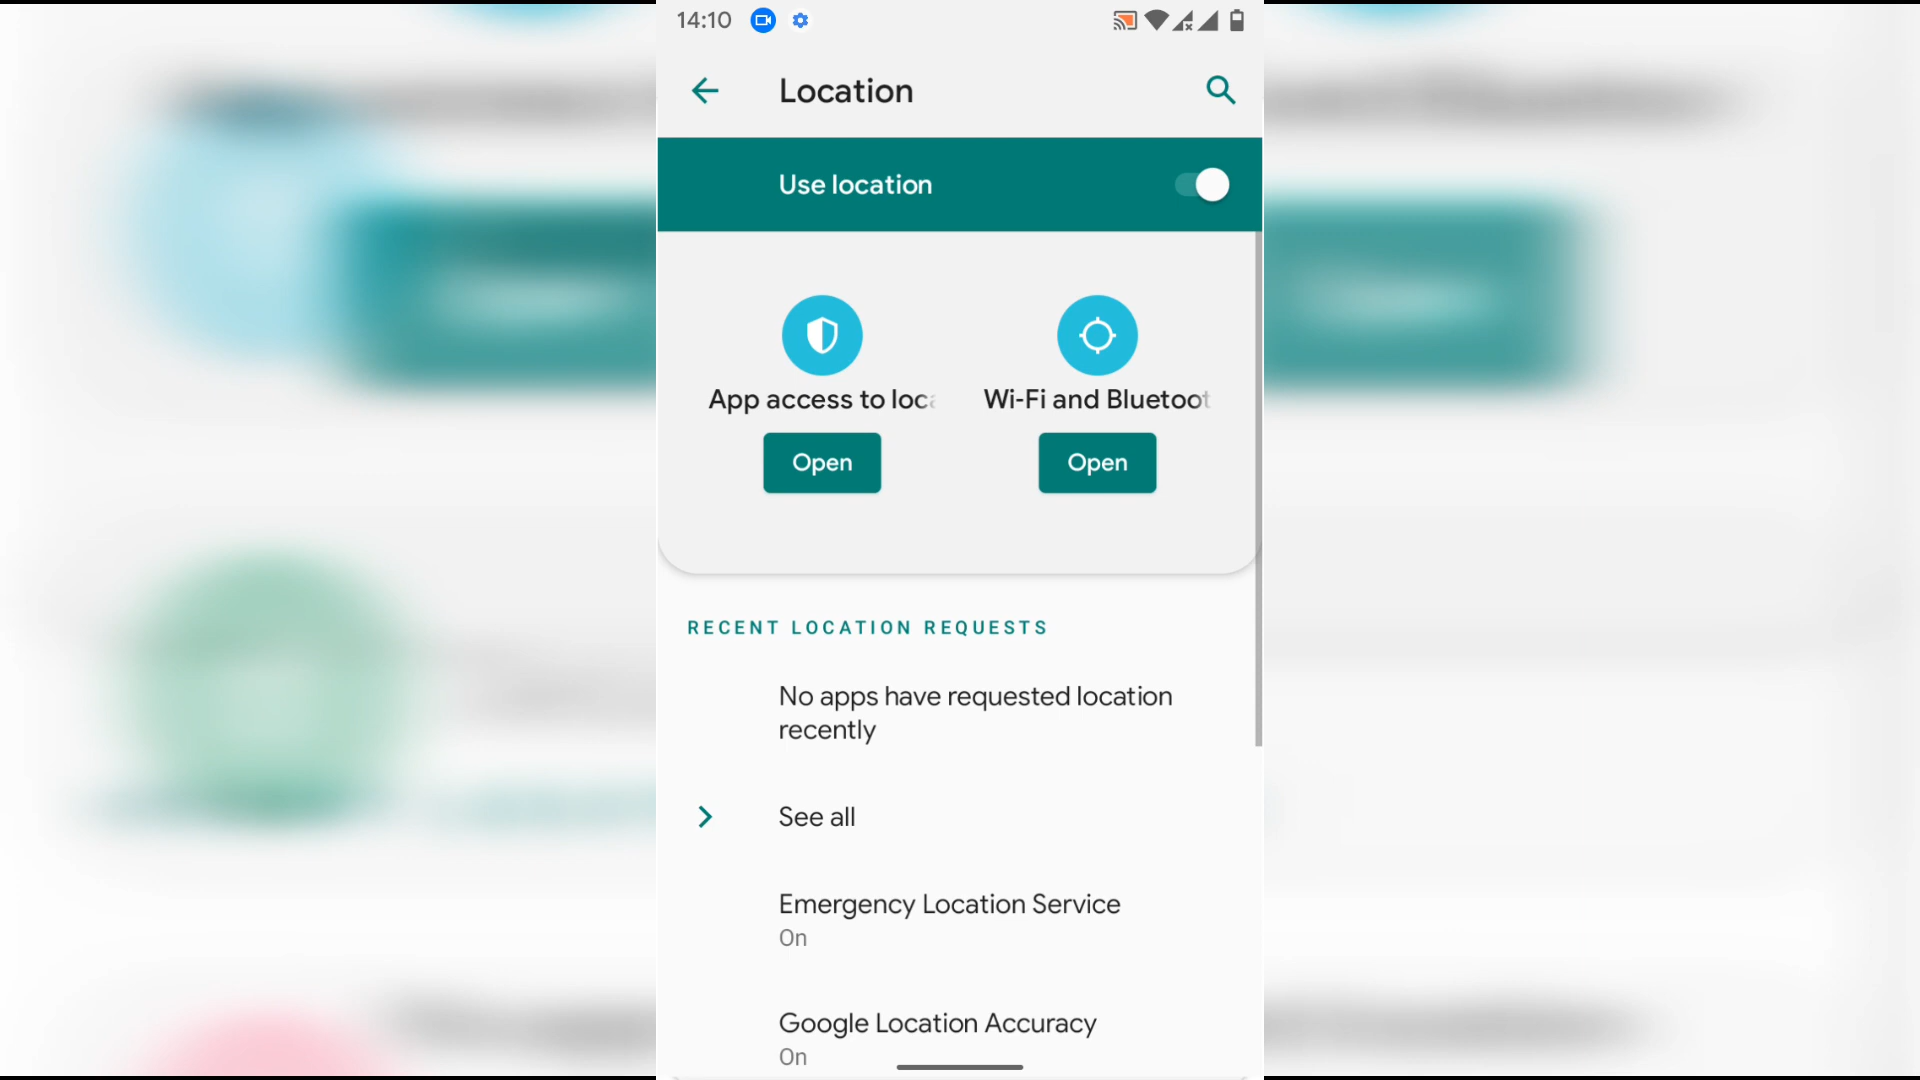 14:10
Location
Use location
App access to loca
Wi-Fi and Bluetoot
Open
Open
RECENT LOCATION REQUESTS
No apps have requested location
recently
See all
Emergency Location Service
On
Google Location Accuracy
On